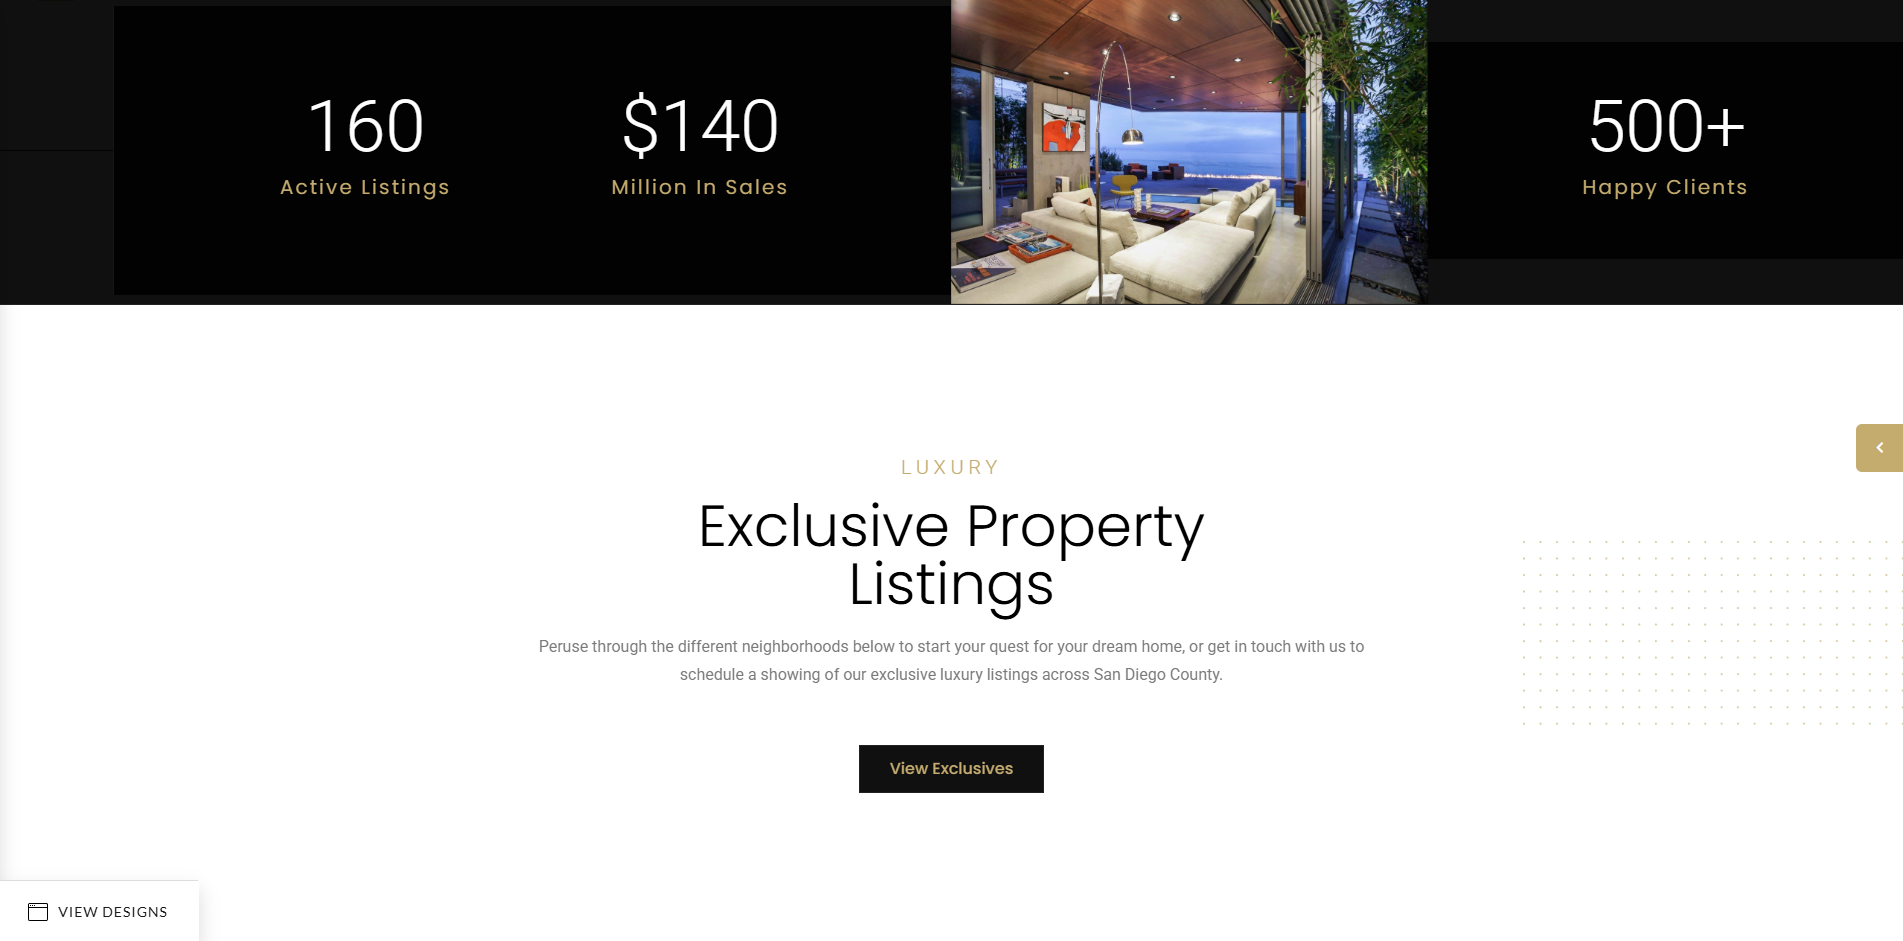 160
Active Listings
$140
Million In Sales
500+
Happy Clients
LUXURY
Exclusive Property
Listings
Peruse through the different neighborhoods below to start your quest for your dream home, or get in touch with us to
schedule a showing of our exclusive luxury listings across San Diego County.
View Exclusives
VIEW DESIGNS